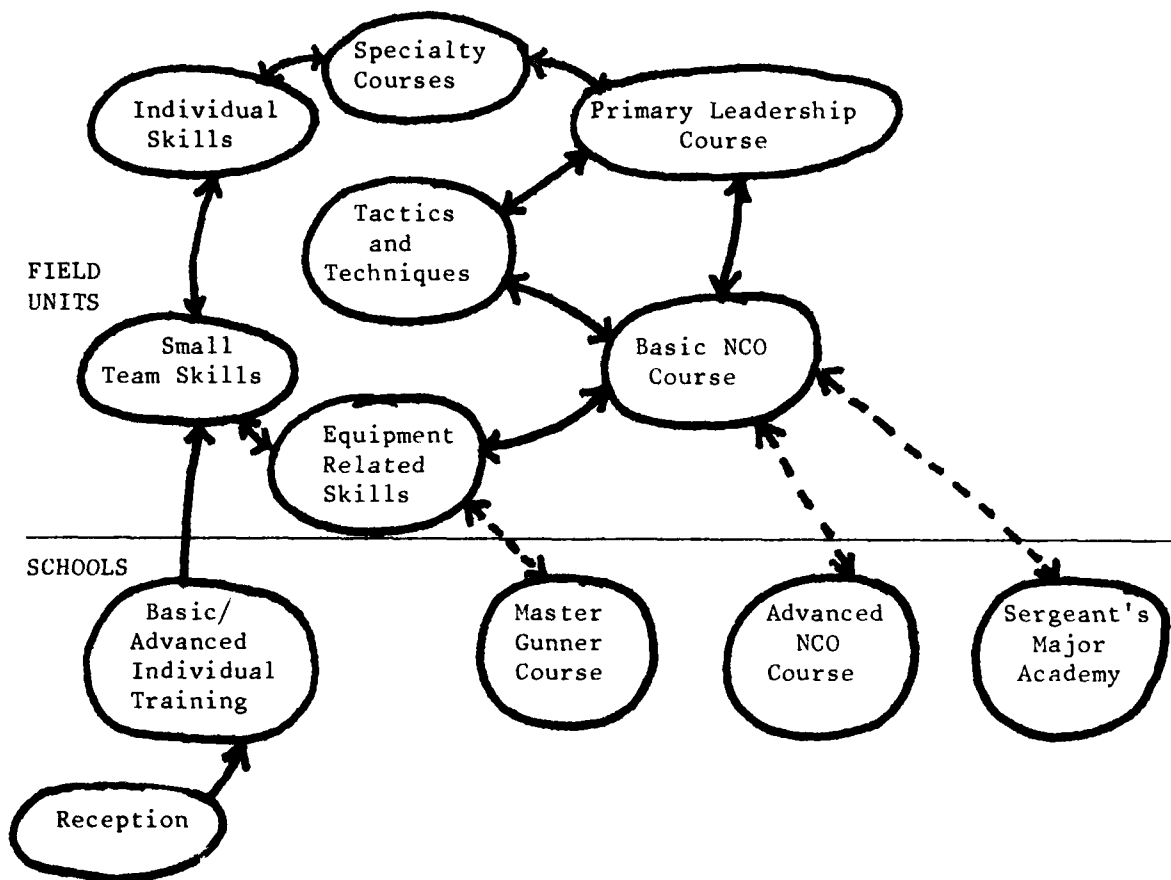 Specialty
Courses
Individual
Skills
Primary Leadership
Course
Tactics
and
Techniques
FIELD
UNITS
Small
Team Skills
Basic NCO
Course
Equipment
Related
Skills
SCHOOLS
Basic/
Advanced
Individual
Training
Master
Gunner
Course
Advanced
NCO
Course
Sergeant's
Major
Academy
Reception